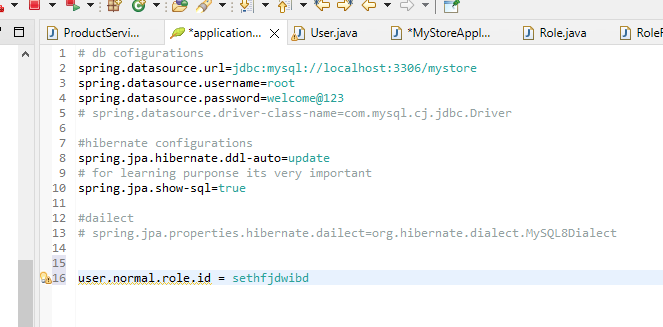 ProductServi... *application.... User.java *MyStoreAppl... Role.java RoleR
1 # db cofigurations
2 spring.datasource.url=jdbc:mysql://localhost:3306/mystore
3 spring.datasource.username=root
4 spring.datasource.password=welcome@123
5 # spring.datasource.driver-class-name=com.mysql.cj.jdbc.Driver
6
7 #hibernate configurations
8 spring.jpa.hibernate.ddl-auto=update
9 # for learning purponse its very important
10 spring.jpa.show-sql=true
11
12 #dailect
13 # spring.jpa.properties.hibernate.dailect=org.hibernate.dialect.MySQL8Dialect
14
15
16 user.normal.role.id = sethfjdwibd